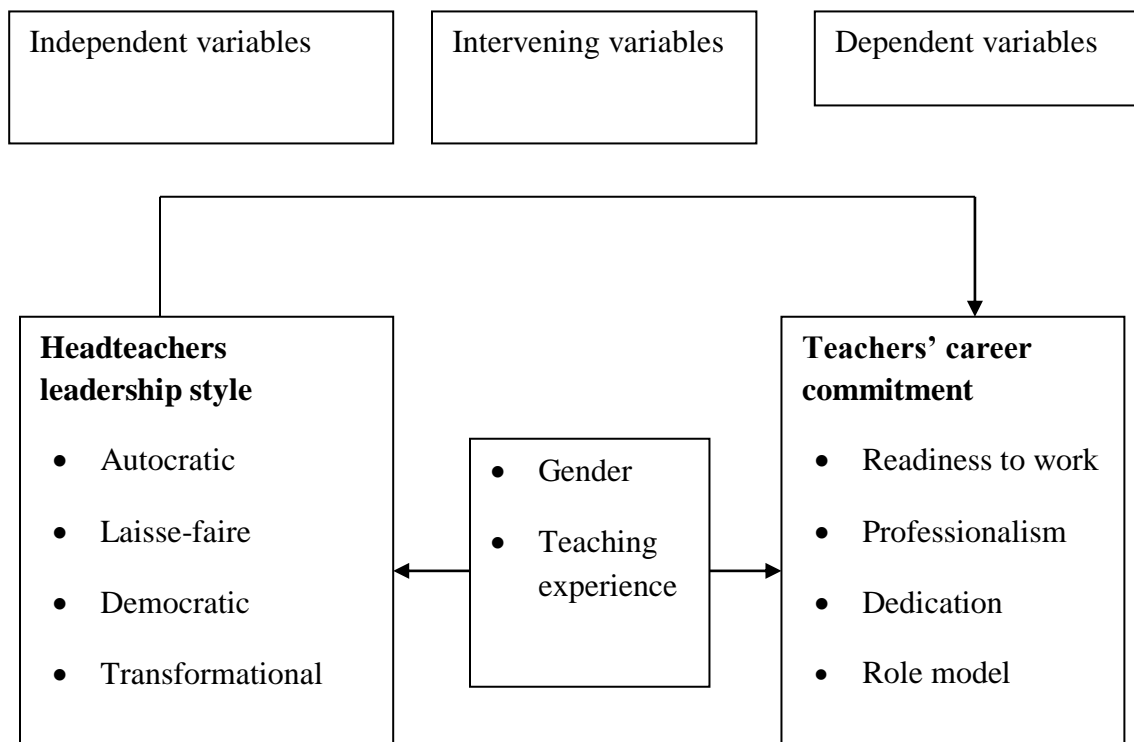 Independent variables
Intervening variables
Dependent variables
Headteachers
leadership style
• Autocratic
• Laisse-faire
• Democratic
• Transformational
• Gender
• Teaching
experience
Teachers’ career
commitment
• Readiness to work
• Professionalism
• Dedication
• Role model